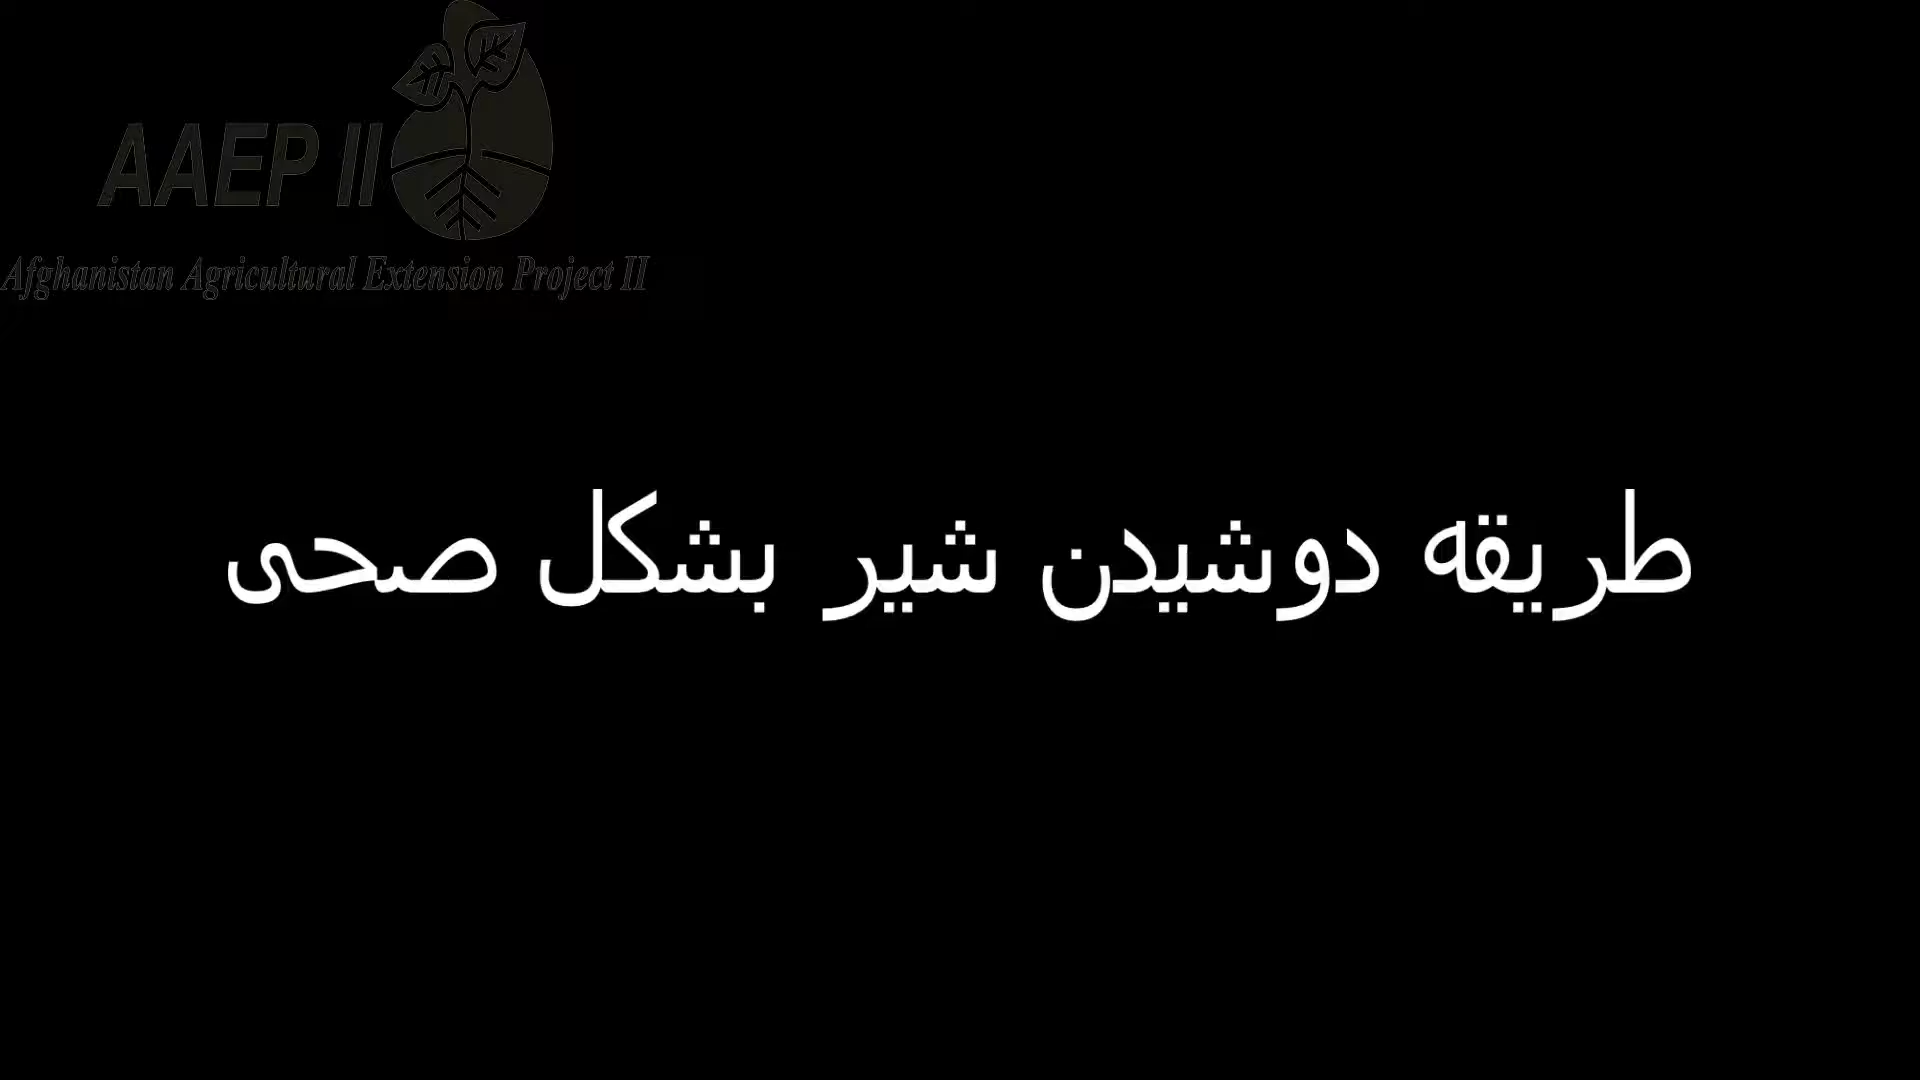 AAEP II
Afghanistan Agricultural Extension Project II
طریقه دوشیدن شیر بشکل صحی